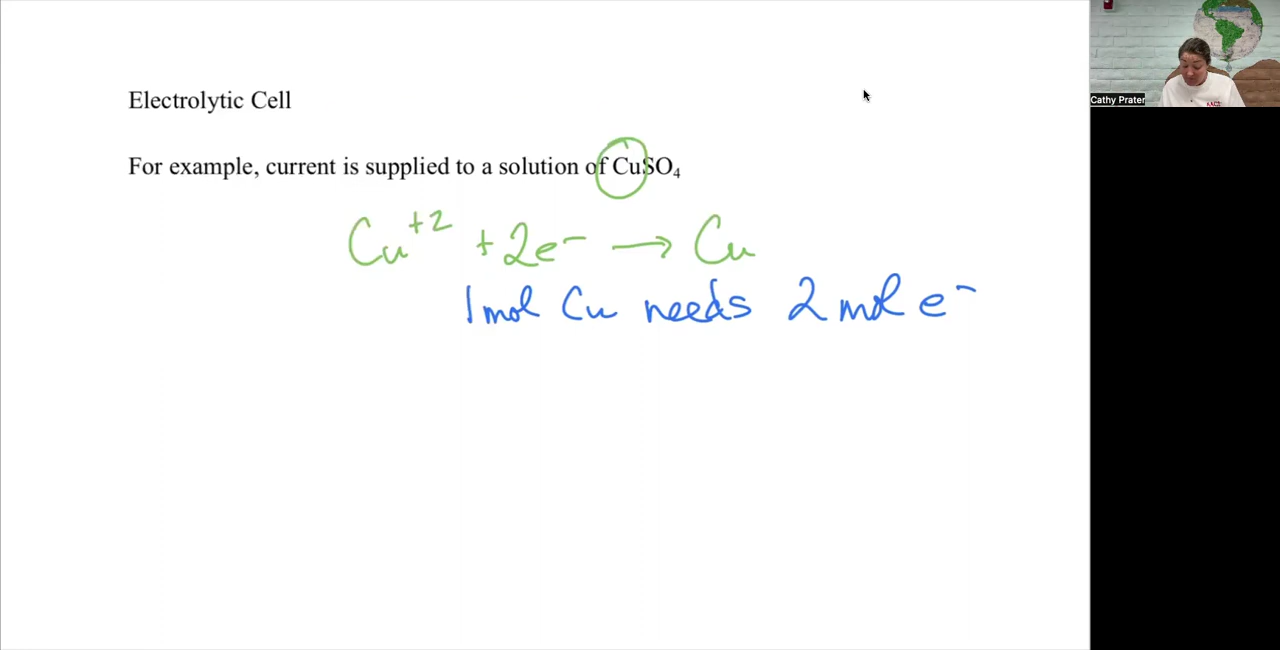 Electrolytic Cell
For example, current is supplied to a solution of CuSO₄
Cu⁺² + 2e⁻ → Cu
1 mol Cu needs 2 mol e⁻
Cathy Prater